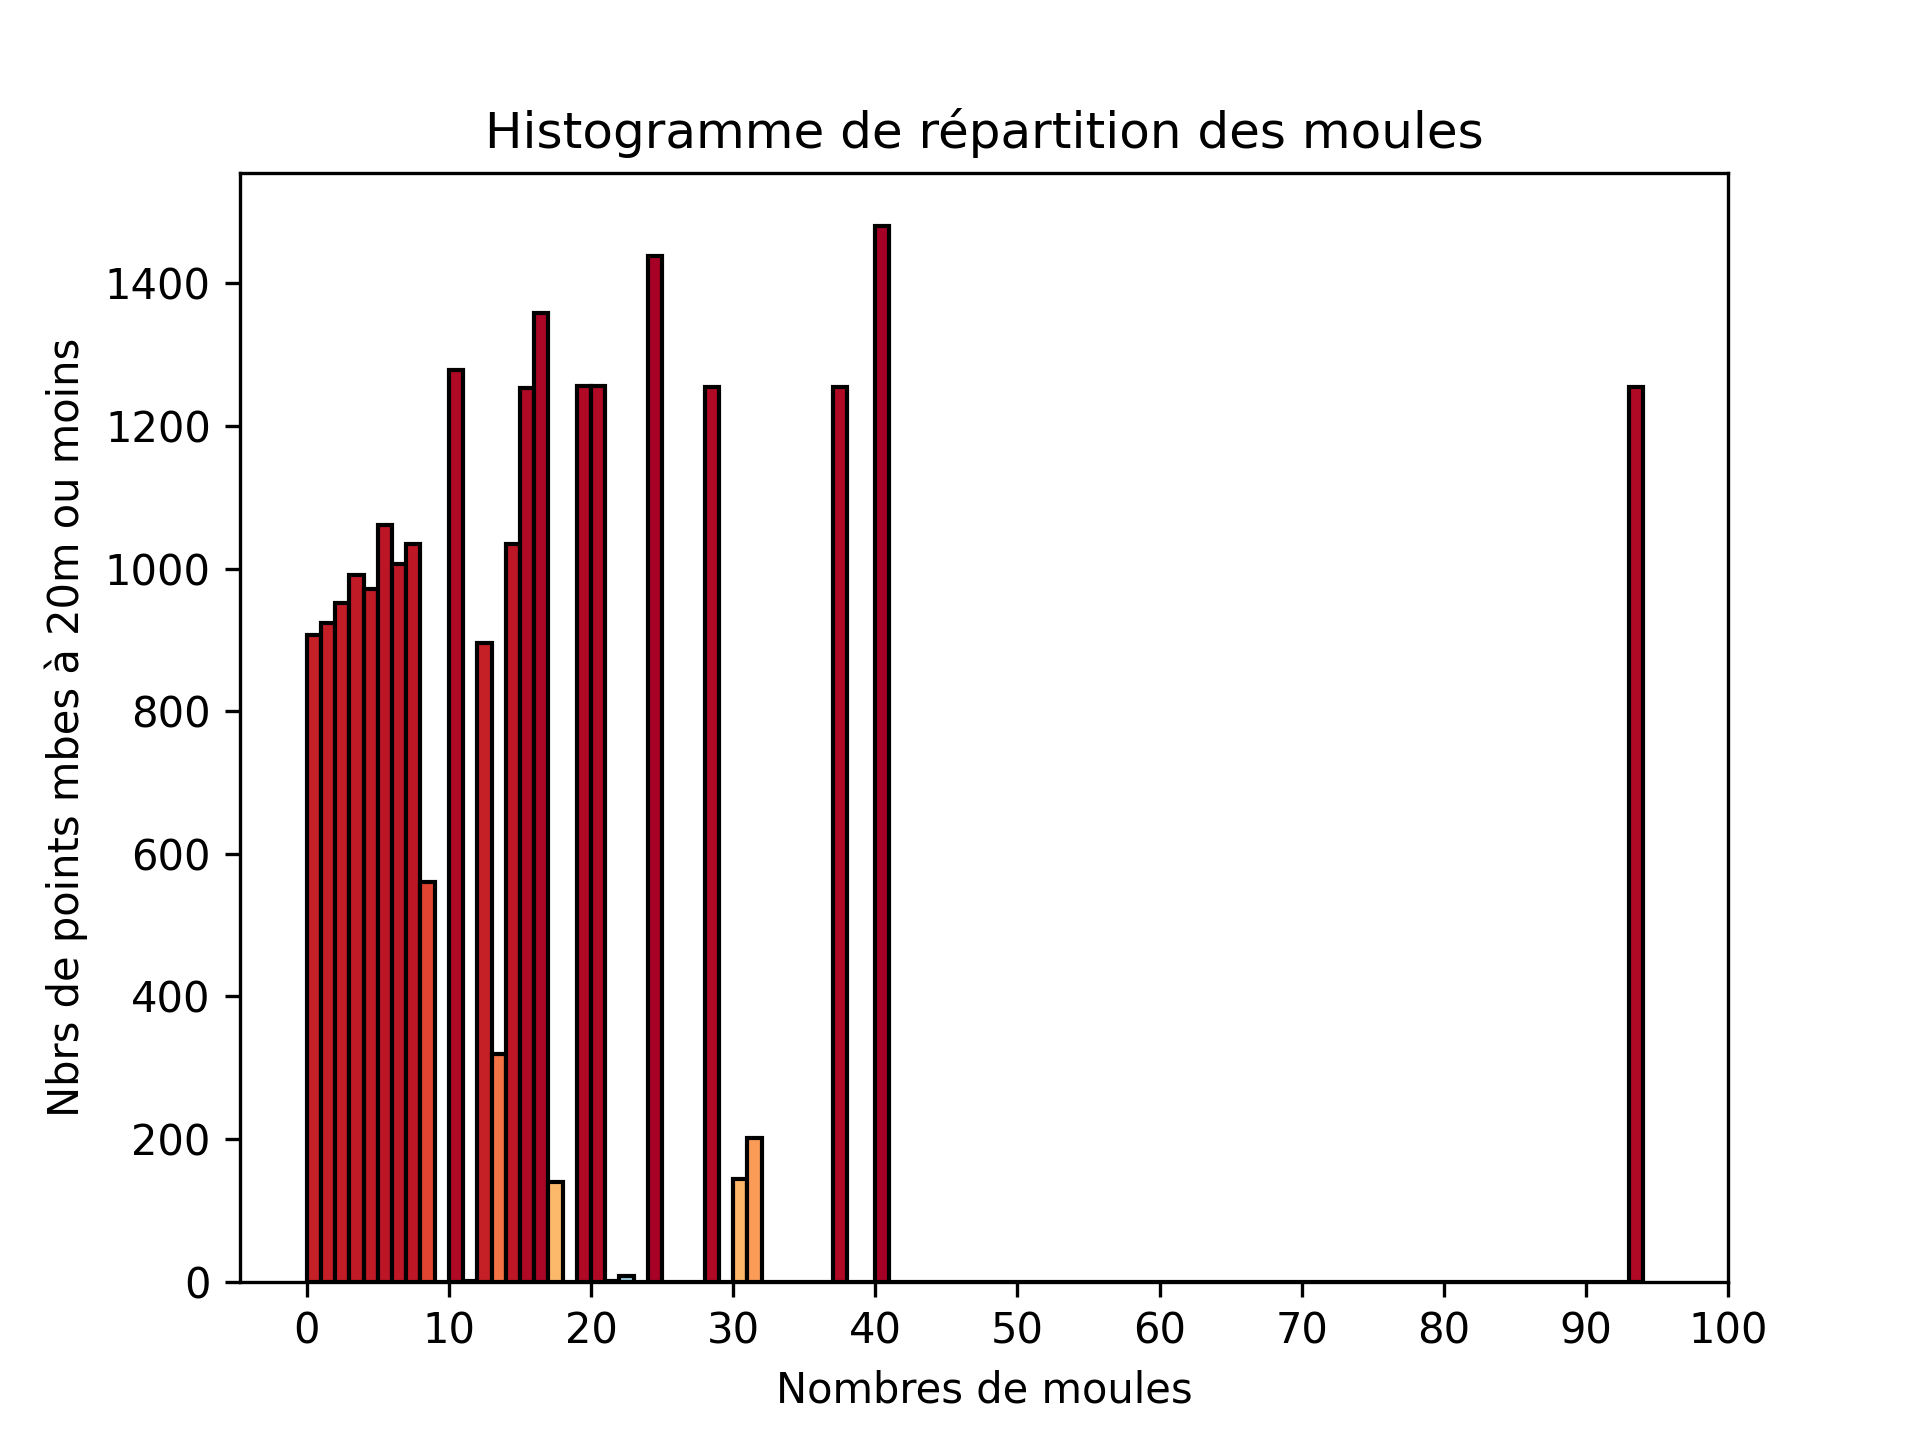 Histogramme de répartition des moules
Nbrs de points mbes à 20m ou moins
1400
1200
1000
800
600
400
200
0
0 10 20 30 40 50 60 70 80 90 100
Nombres de moules